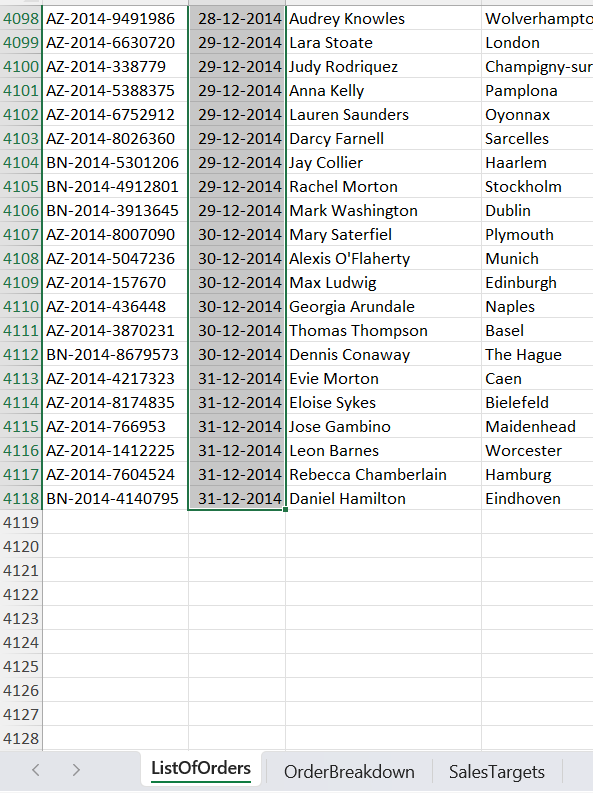 4098 AZ-2014-9491986 28-12-2014 Audrey Knowles Wolverhampto
4099 AZ-2014-6630720 29-12-2014 Lara Stoate London
4100 AZ-2014-338779 29-12-2014 Judy Rodriquez Champigny-sur
4101 AZ-2014-5388375 29-12-2014 Anna Kelly Pamplona
4102 AZ-2014-6752912 29-12-2014 Lauren Saunders Oyonnax
4103 AZ-2014-8026360 29-12-2014 Darcy Farnell Sarcelles
4104 BN-2014-5301206 29-12-2014 Jay Collier Haarlem
4105 BN-2014-4912801 29-12-2014 Rachel Morton Stockholm
4106 BN-2014-3913645 29-12-2014 Mark Washington Dublin
4107 AZ-2014-8007090 30-12-2014 Mary Saterfiel Plymouth
4108 AZ-2014-5047236 30-12-2014 Alexis O'Flaherty Munich
4109 AZ-2014-157670 30-12-2014 Max Ludwig Edinburgh
4110 AZ-2014-436448 30-12-2014 Georgia Arundale Naples
4111 AZ-2014-3870231 30-12-2014 Thomas Thompson Basel
4112 BN-2014-8679573 30-12-2014 Dennis Conaway The Hague
4113 AZ-2014-4217323 31-12-2014 Evie Morton Caen
4114 AZ-2014-8174835 31-12-2014 Eloise Sykes Bielefeld
4115 AZ-2014-766953 31-12-2014 Jose Gambino Maidenhead
4116 AZ-2014-1412225 31-12-2014 Leon Barnes Worcester
4117 AZ-2014-7604524 31-12-2014 Rebecca Chamberlain Hamburg
4118 BN-2014-4140795 31-12-2014 Daniel Hamilton Eindhoven
4119
4120
4121
4122
4123
4124
4125
4126
4127
4128
ListOfOrders OrderBreakdown SalesTargets